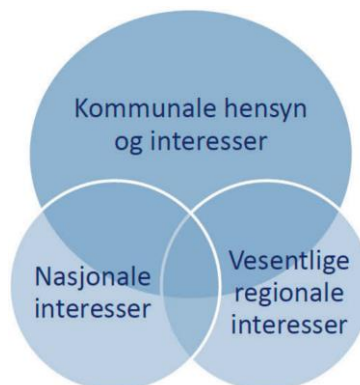 Kommunale hensyn
og interesser
Nasjonale
interesser
Vesentlige
regionale
interesser